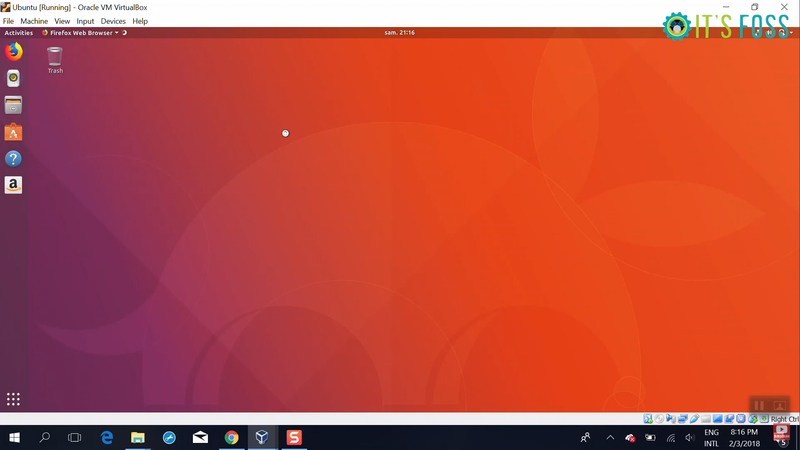 Ubuntu [Running] - Oracle VM VirtualBox
File Machine View Input Devices Help
IT'S FOSS
Activities Firefox Web Browser sam. 21:16
Trash
a
Right Ctrl
S
ENG 8:16 PM
INTL 2/3/2018 5